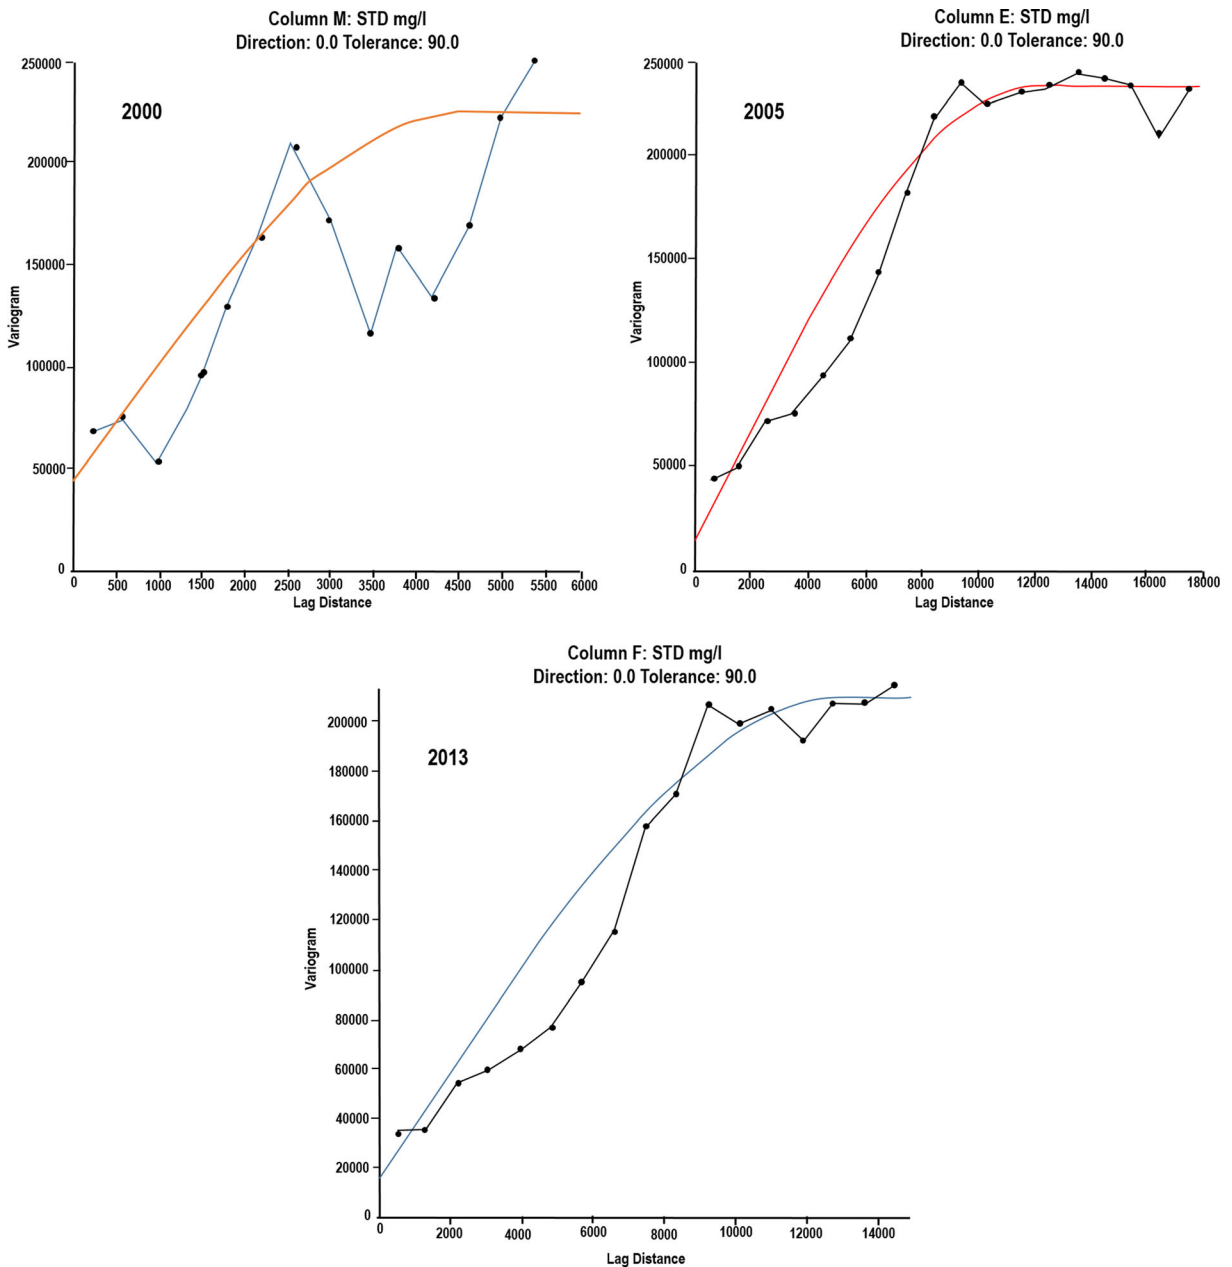 Column M: STD mg/l
Direction: 0.0 Tolerance: 90.0
2000
250000
200000
150000
100000
50000
0
Variogram
0 500 1000 1500 2000 2500 3000 3500 4000 4500 5000 5500 6000
Lag Distance
Column E: STD mg/l
Direction: 0.0 Tolerance: 90.0
2005
250000
200000
150000
100000
50000
0
Variogram
0 2000 4000 6000 8000 10000 12000 14000 16000 18000
Lag Distance
Column F: STD mg/l
Direction: 0.0 Tolerance: 90.0
2013
200000
180000
160000
140000
120000
100000
80000
60000
40000
20000
0
Variogram
0 2000 4000 6000 8000 10000 12000 14000
Lag Distance